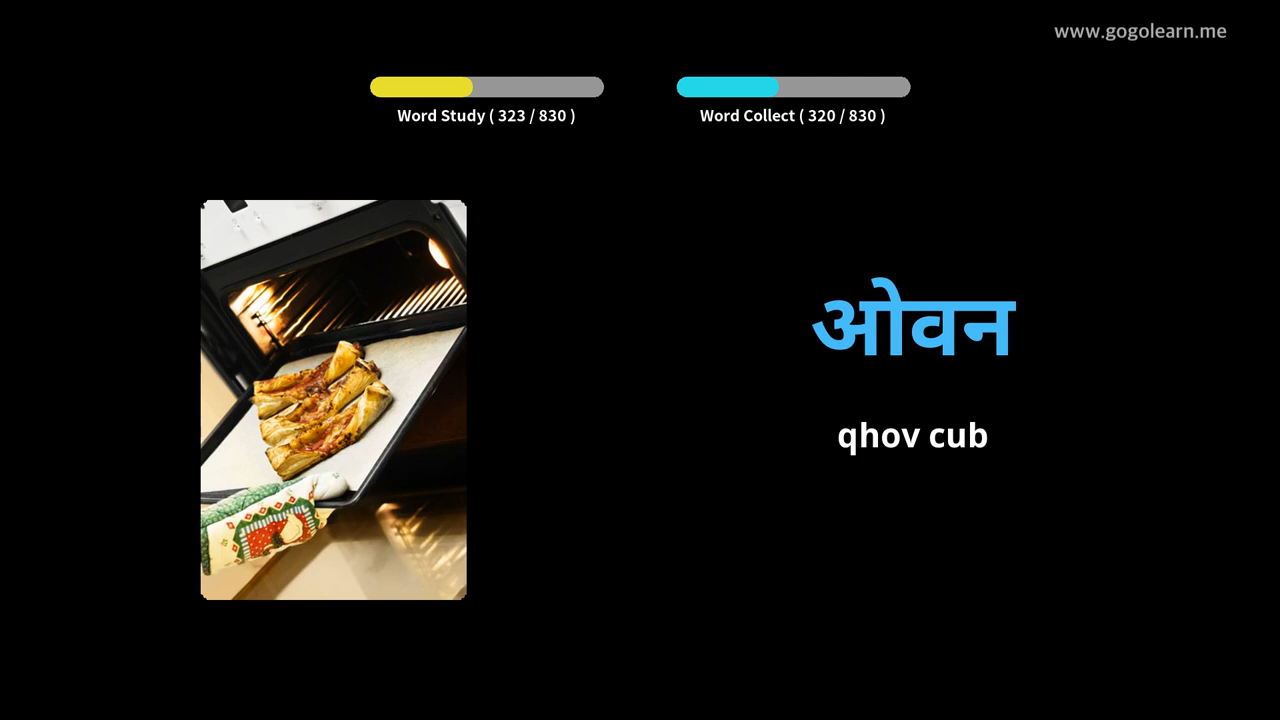 www.gogolearn.me
Word Study ( 323 / 830 )
Word Collect ( 320 / 830 )
ओवन
qhov cub